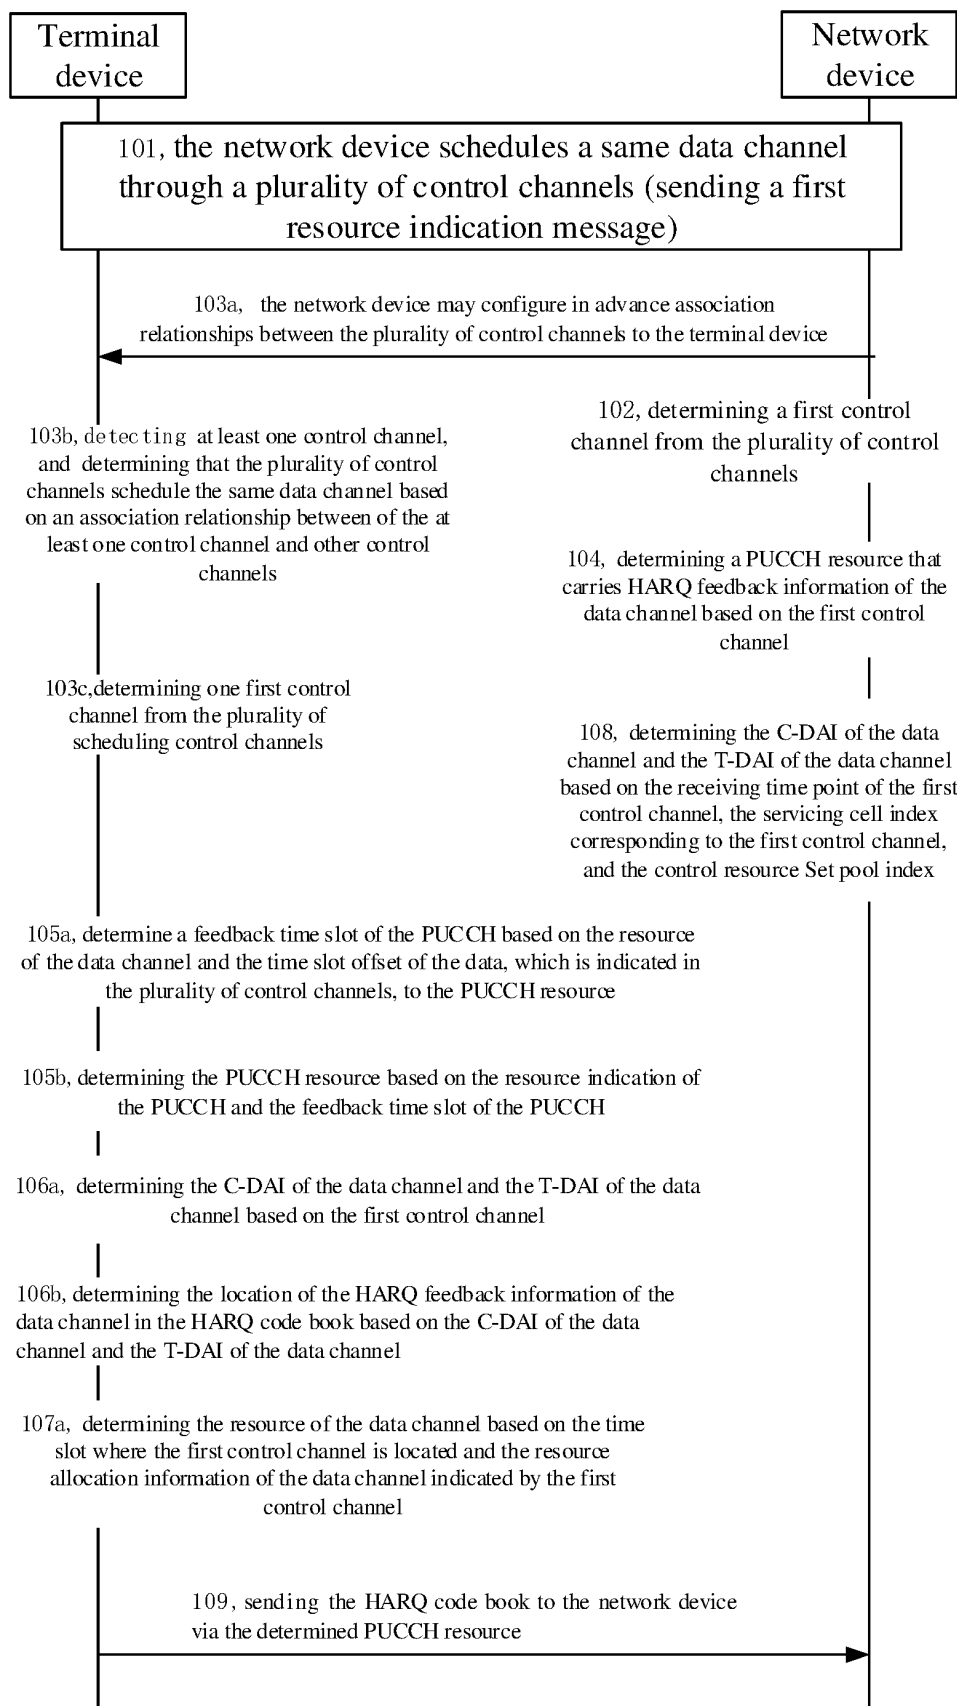 Terminal
device
Network
device
101, the network device schedules a same data channel
through a plurality of control channels (sending a first
resource indication message)
103a, the network device may configure in advance association
relationships between the plurality of control channels to the terminal device
102, determining a first control
channel from the plurality of control
channels
103b, detecting at least one control channel,
and determining that the plurality of control
channels schedule the same data channel based
on an association relationship between of the at
least one control channel and other control
channels
104, determining a PUCCH resource that
carries HARQ feedback information of the
data channel based on the first control
channel
103c,determining one first control
channel from the plurality of
scheduling control channels
108, determining the C-DAI of the data
channel and the T-DAI of the data channel
based on the receiving time point of the first
control channel, the servicing cell index
corresponding to the first control channel,
and the control resource Set pool index
105a, determine a feedback time slot of the PUCCH based on the resource
of the data channel and the time slot offset of the data, which is indicated in
the plurality of control channels, to the PUCCH resource
105b, determining the PUCCH resource based on the resource indication of
the PUCCH and the feedback time slot of the PUCCH
106a, determining the C-DAI of the data channel and the T-DAI of the data
channel based on the first control channel
106b, determining the location of the HARQ feedback information of the
data channel in the HARQ code book based on the C-DAI of the data
channel and the T-DAI of the data channel
107a, determining the resource of the data channel based on the time
slot where the first control channel is located and the resource
allocation information of the data channel indicated by the first
control channel
109, sending the HARQ code book to the network device
via the determined PUCCH resource